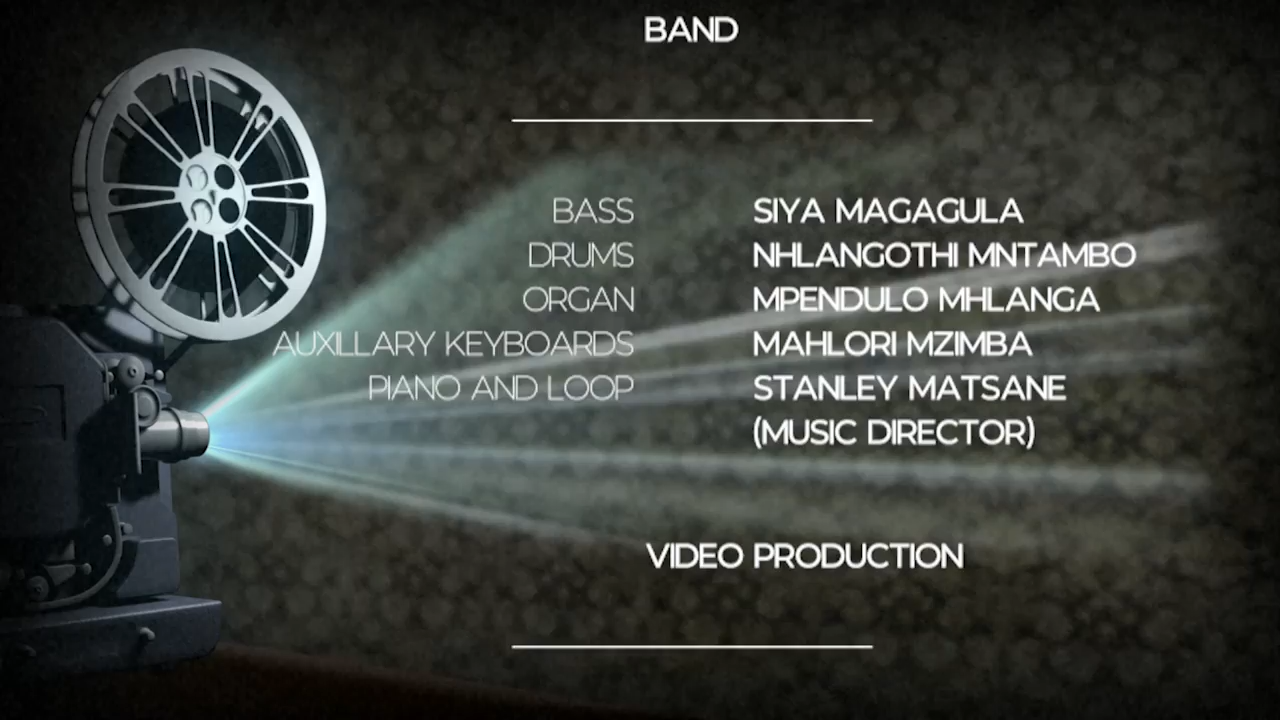 BAND
BASS SIYA MAGAGULA
DRUMS NHLANGOTHI MNTAMBO
ORGAN MPENDULO MHLANGA
AUXILLARY KEYBOARDS MAHLORI MZIMBA
PIANO AND LOOP STANLEY MATSANE
(MUSIC DIRECTOR)
VIDEO PRODUCTION